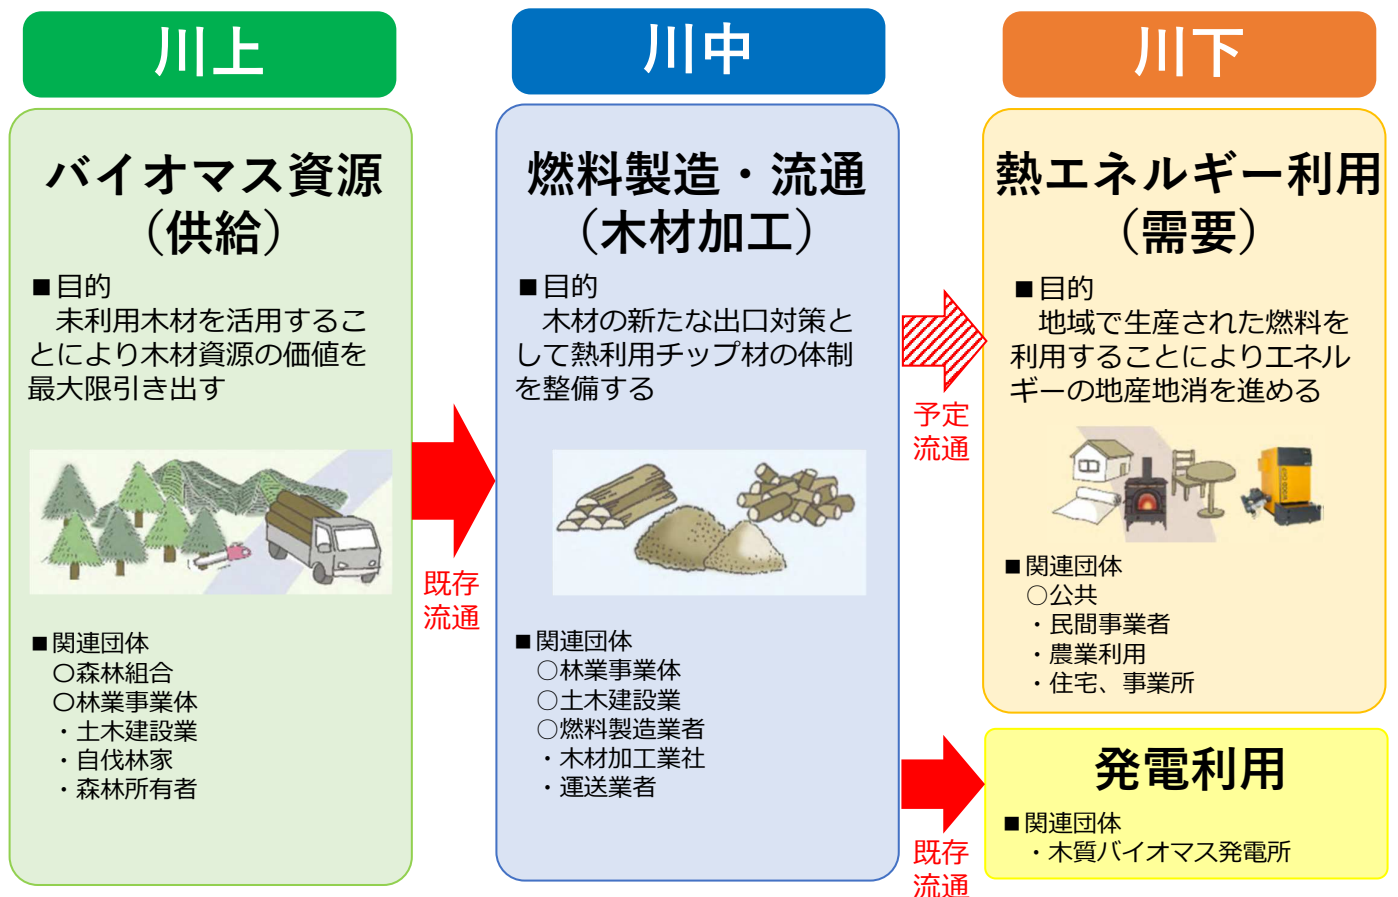 川上
バイオマス資源
（供給）
■目的
　未利用木材を活用するこ
とにより木材資源の価値を
最大限引き出す
■関連団体
○森林組合
○林業事業体
・土木建設業
・自伐林家
・森林所有者
既存
流通
川中
燃料製造・流通
（木材加工）
■目的
　木材の新たな出口対策と
して熱利用チップ材の体制
を整備する
■関連団体
○林業事業体
○土木建設業
○燃料製造業者
・木材加工業社
・運送業者
予定
流通
既存
流通
川下
熱エネルギー利用
（需要）
■目的
　地域で生産された燃料を
利用することによりエネル
ギーの地産地消を進める
■関連団体
○公共
・民間事業者
・農業利用
・住宅、事業所
発電利用
■関連団体
・木質バイオマス発電所